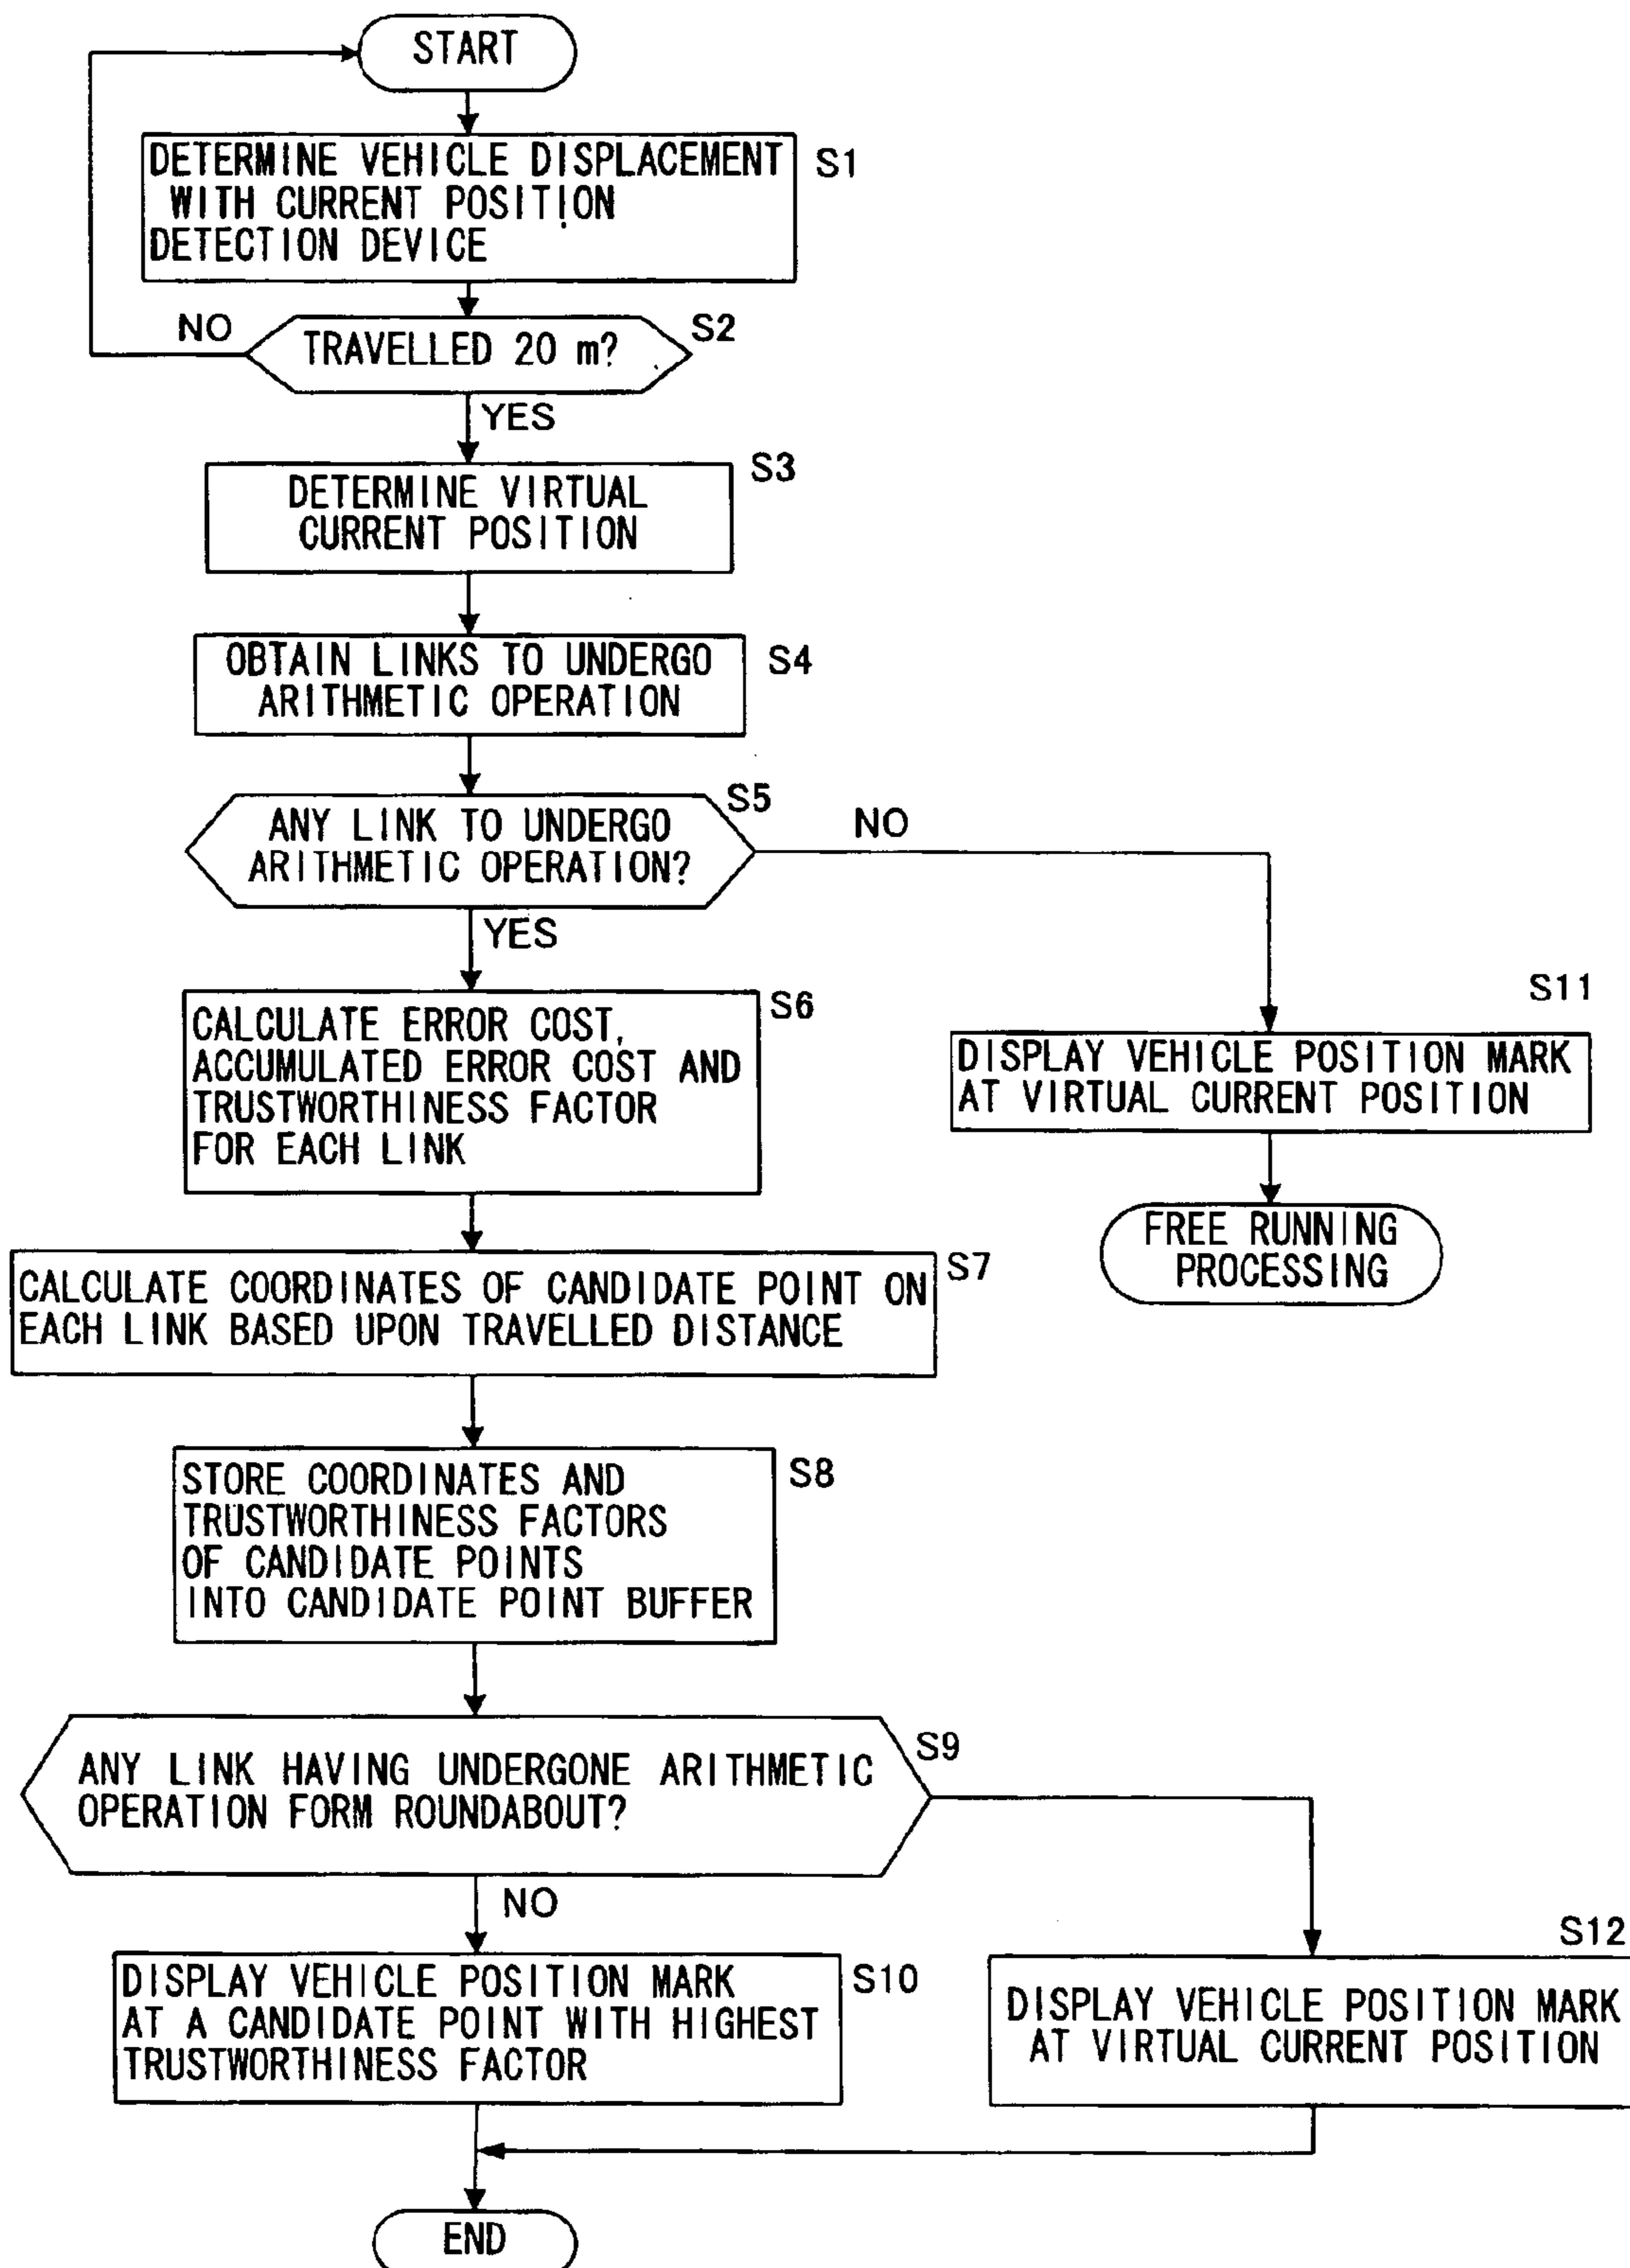 START
DETERMINE VEHICLE DISPLACEMENT
WITH CURRENT POSITION
DETECTION DEVICE
S1
NO
TRAVELLED 20 m?
S2
YES
DETERMINE VIRTUAL
CURRENT POSITION
S3
OBTAIN LINKS TO UNDERGO
ARITHMETIC OPERATION
S4
ANY LINK TO UNDERGO
ARITHMETIC OPERATION?
S5
NO
YES
CALCULATE ERROR COST,
ACCUMULATED ERROR COST AND
TRUSTWORTHINESS FACTOR
FOR EACH LINK
S6
S11
DISPLAY VEHICLE POSITION MARK
AT VIRTUAL CURRENT POSITION
FREE RUNNING
PROCESSING
CALCULATE COORDINATES OF CANDIDATE POINT ON
EACH LINK BASED UPON TRAVELLED DISTANCE
S7
STORE COORDINATES AND
TRUSTWORTHINESS FACTORS
OF CANDIDATE POINTS
INTO CANDIDATE POINT BUFFER
S8
ANY LINK HAVING UNDERGONE ARITHMETIC
OPERATION FORM ROUNDABOUT?
S9
NO
DISPLAY VEHICLE POSITION MARK
AT A CANDIDATE POINT WITH HIGHEST
TRUSTWORTHINESS FACTOR
S10
S12
DISPLAY VEHICLE POSITION MARK
AT VIRTUAL CURRENT POSITION
END